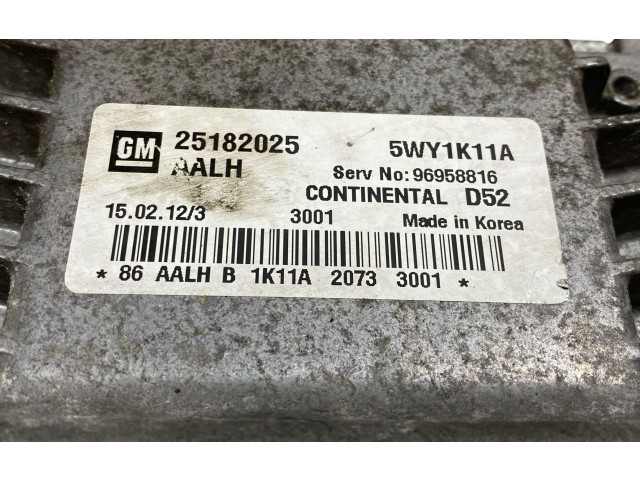 GM 25182025 5WY1K11A
AALH Serv No: 96958816
CONTINENTAL D52
15.02.12/3 3001 Made in Korea
* 86 AALH B 1K11A 2073 3001 *